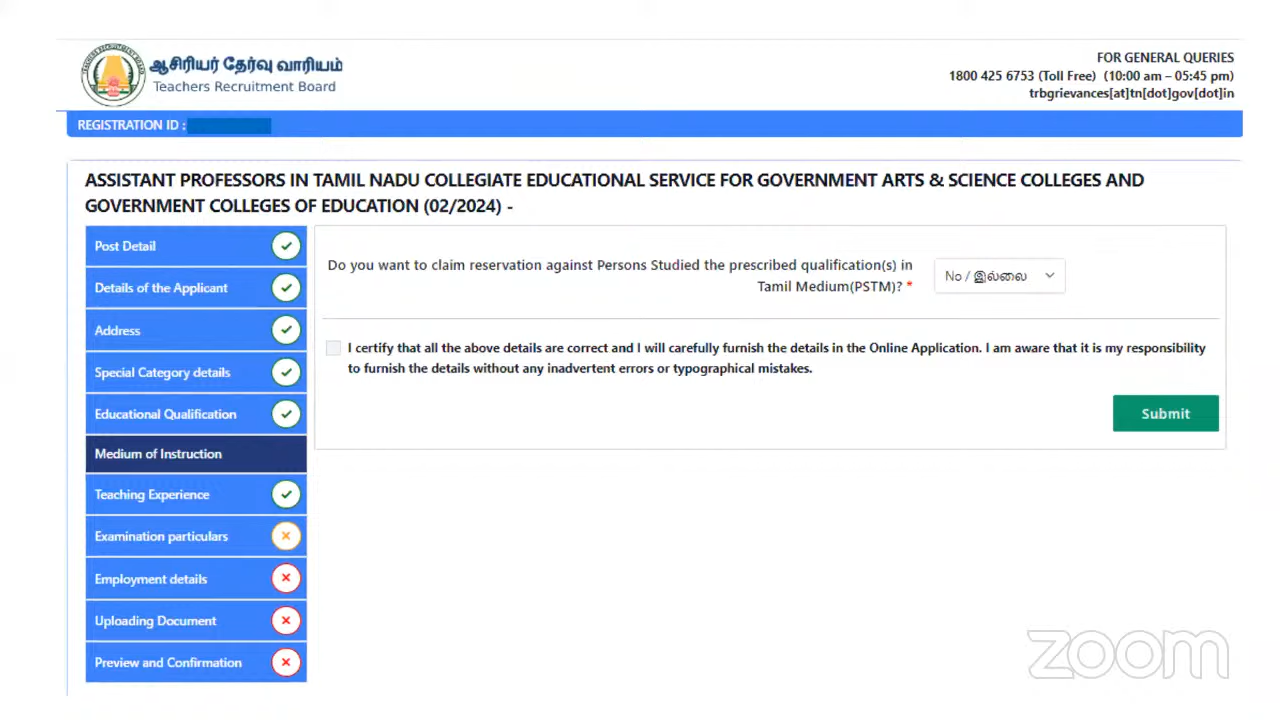 ஆசிரியர் தேர்வு வாரியம்
Teachers Recruitment Board
FOR GENERAL QUERIES
1800 425 6753 (Toll Free) (10:00 am – 05:45 pm)
trbgrievances[at]tn[dot]gov[dot]in
REGISTRATION ID :
ASSISTANT PROFESSORS IN TAMIL NADU COLLEGIATE EDUCATIONAL SERVICE FOR GOVERNMENT ARTS & SCIENCE COLLEGES AND
GOVERNMENT COLLEGES OF EDUCATION (02/2024) -
Post Detail
Details of the Applicant
Address
Special Category details
Educational Qualification
Medium of Instruction
Teaching Experience
Examination particulars
Employment details
Uploading Document
Preview and Confirmation
Do you want to claim reservation against Persons Studied the prescribed qualification(s) in
Tamil Medium(PSTM)? *
No / இல்லை
I certify that all the above details are correct and I will carefully furnish the details in the Online Application. I am aware that it is my responsibility
to furnish the details without any inadvertent errors or typographical mistakes.
Submit
zoom